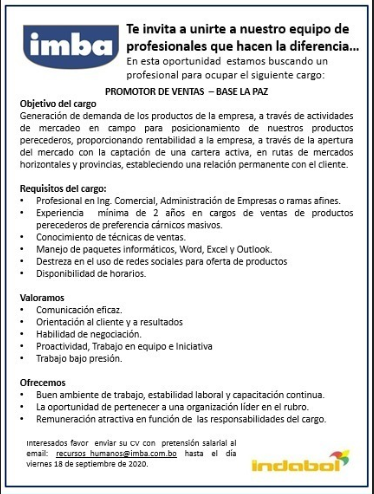 imba
Te invita a unirte a nuestro equipo de
profesionales que hacen la diferencia...
En esta oportunidad estamos buscando un
profesional para ocupar el siguiente cargo:
PROMOTOR DE VENTAS – BASE LA PAZ
Objetivo del cargo
Generación de demanda de los productos de la empresa, a través de actividades
de mercadeo en campo para posicionamiento de nuestros productos
perecederos, proporcionando rentabilidad a la empresa, a través de la apertura
del mercado con la captación de una cartera activa, en rutas de mercados
horizontales y provincias, estableciendo una relación permanente con el cliente.
Requisitos del cargo:
• Profesional en Ing. Comercial, Administración de Empresas o ramas afines.
• Experiencia mínima de 2 años en cargos de ventas de productos
perecederos de preferencia cárnicos masivos.
• Conocimiento de técnicas de ventas.
• Manejo de paquetes informáticos, Word, Excel y Outlook.
• Destreza en el uso de redes sociales para oferta de productos
• Disponibilidad de horarios.
Valoramos
• Comunicación eficaz.
• Orientación al cliente y a resultados
• Habilidad de negociación.
• Proactividad, Trabajo en equipo e Iniciativa
• Trabajo bajo presión.
Ofrecemos
• Buen ambiente de trabajo, estabilidad laboral y capacitación continua.
• La oportunidad de pertenecer a una organización líder en el rubro.
• Remuneración atractiva en función de las responsabilidades del cargo.
Interesados favor enviar su CV con pretensión salarial al
email: recursos_humanos@imba.com.bo hasta el día
viernes 18 de septiembre de 2020.
indabol